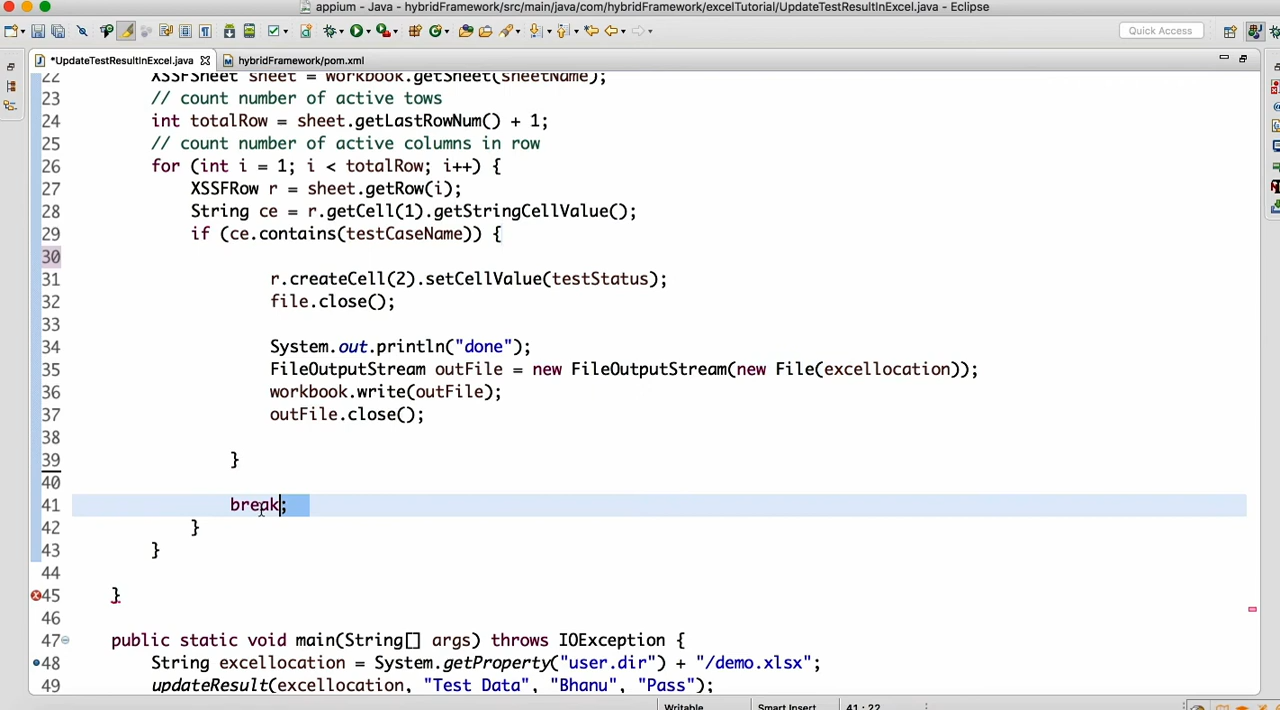 appium - Java - hybridFramework/src/main/java/com/hybridFramework/excelTutorial/UpdateTestResultInExcel.java - Eclipse
Quick Access
*UpdateTestResultInExcel.java
hybridFramework/pom.xml
22 XSSFSheet sheet = workbook.getSheet(sheetName);
23 // count number of active tows
24 int totalRow = sheet.getLastRowNum() + 1;
25 // count number of active columns in row
26 for (int i = 1; i < totalRow; i++) {
27 XSSFRow r = sheet.getRow(i);
28 String ce = r.getCell(1).getStringCellValue();
29 if (ce.contains(testCaseName)) {
30
31 r.createCell(2).setCellValue(testStatus);
32 file.close();
33
34 System.out.println("done");
35 FileOutputStream outFile = new FileOutputStream(new File(excellocation));
36 workbook.write(outFile);
37 outFile.close();
38
39 }
40
41 break;
42 }
43 }
44
45 }
46
47 public static void main(String[] args) throws IOException {
48 String excellocation = System.getProperty("user.dir") + "/demo.xlsx";
49 updateResult(excellocation, "Test Data", "Bhanu", "Pass");
Writable
Smart Insert
41 : 22